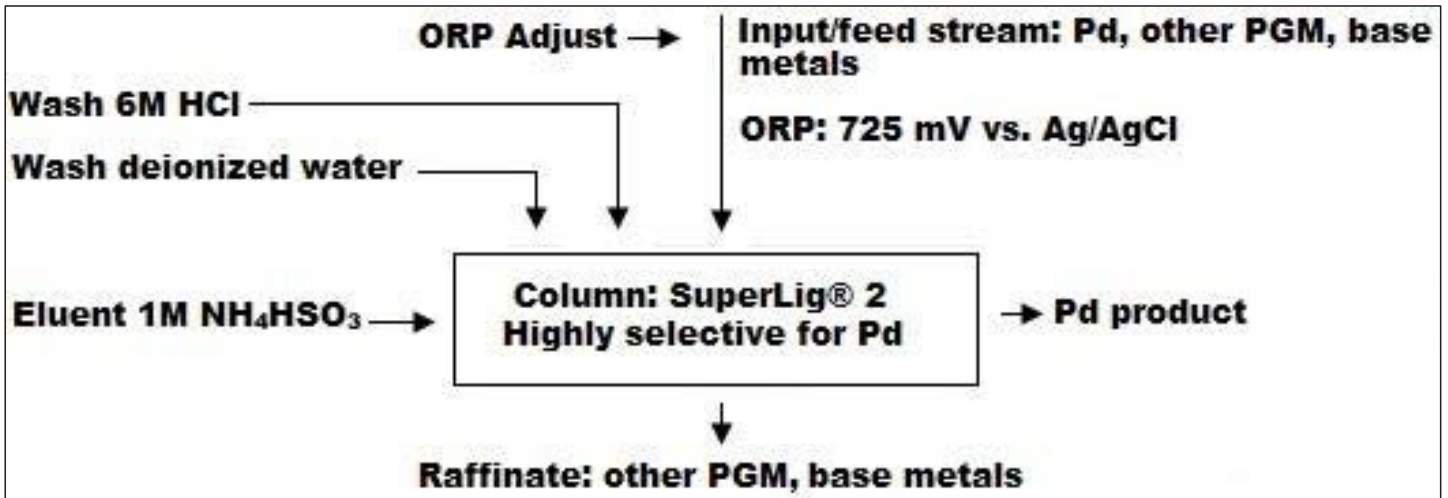 ORP Adjust
Input/feed stream: Pd, other PGM, base
metals
Wash 6M HCl
ORP: 725 mV vs. Ag/AgCl
Wash deionized water
Column: SuperLig® 2
Highly selective for Pd
Eluent 1M NH₄HSO₃
Pd product
Raffinate: other PGM, base metals